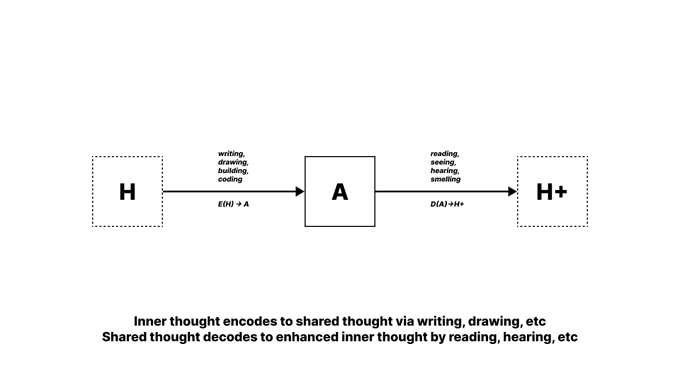 writing,
drawing,
building,
coding
reading,
seeing,
hearing,
smelling
H
A
H+
E(H) → A
D(A)→H+
Inner thought encodes to shared thought via writing, drawing, etc
Shared thought decodes to enhanced inner thought by reading, hearing, etc